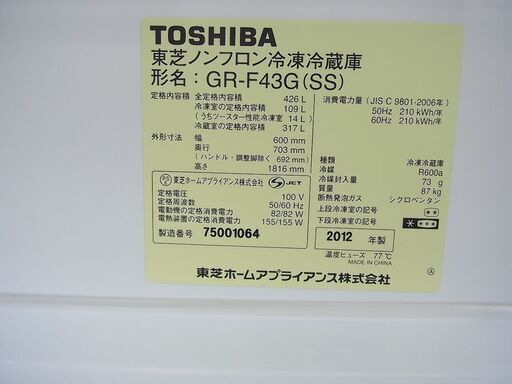 TOSHIBA
東芝ノンフロン冷凍冷蔵庫
形名：GR-F43G(SS)
定格内容積 全定格内容積 426 L
冷凍室の定格内容積 109 L
(うちツースター性能冷凍室 14 L)
冷蔵室の定格内容積 317 L
外形寸法 幅 600 mm
奥行 703 mm
(ハンドル・調整脚除く 692 mm)
高さ 1816 mm
消費電力量(JIS C 9801-2006年)
50Hz 210 kWh/年
60Hz 210 kWh/年
種類 冷凍冷蔵庫
冷媒 R600a
冷媒封入量 73 g
質量 87 kg
断熱発泡ガス シクロペンタン
上段冷凍室の記号
下段冷凍室の記号
PSE 東芝ホームアプライアンス株式会社 JET
定格電圧 100 V
定格周波数 50/60 Hz
電動機の定格消費電力 82/82 W
電熱装置の定格消費電力 155/155 W
製造番号 75001064
2012 年製
温度ヒューズ 77℃
MADE IN CHINA
東芝ホームアプライアンス株式会社
Ⓐ